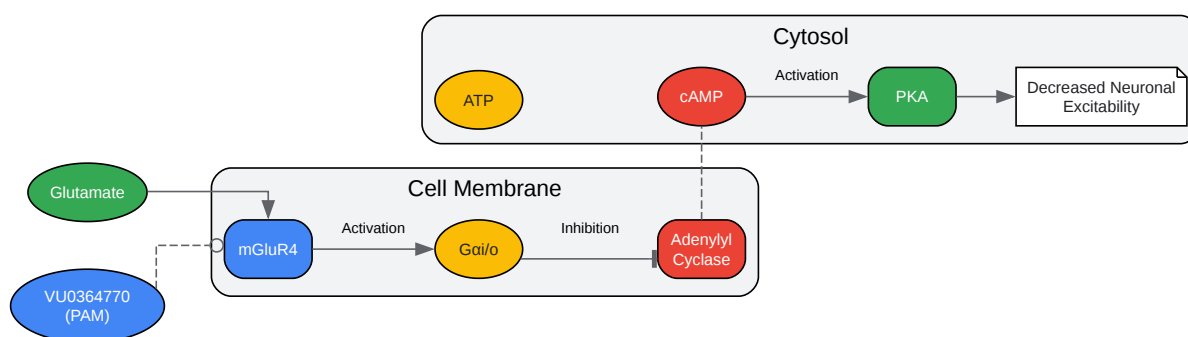 Cytosol
ATP
cAMP
Activation
PKA
Decreased Neuronal
Excitability
Glutamate
Cell Membrane
mGluR4
Activation
Gαi/o
Inhibition
Adenylyl
Cyclase
VU0364770
(PAM)